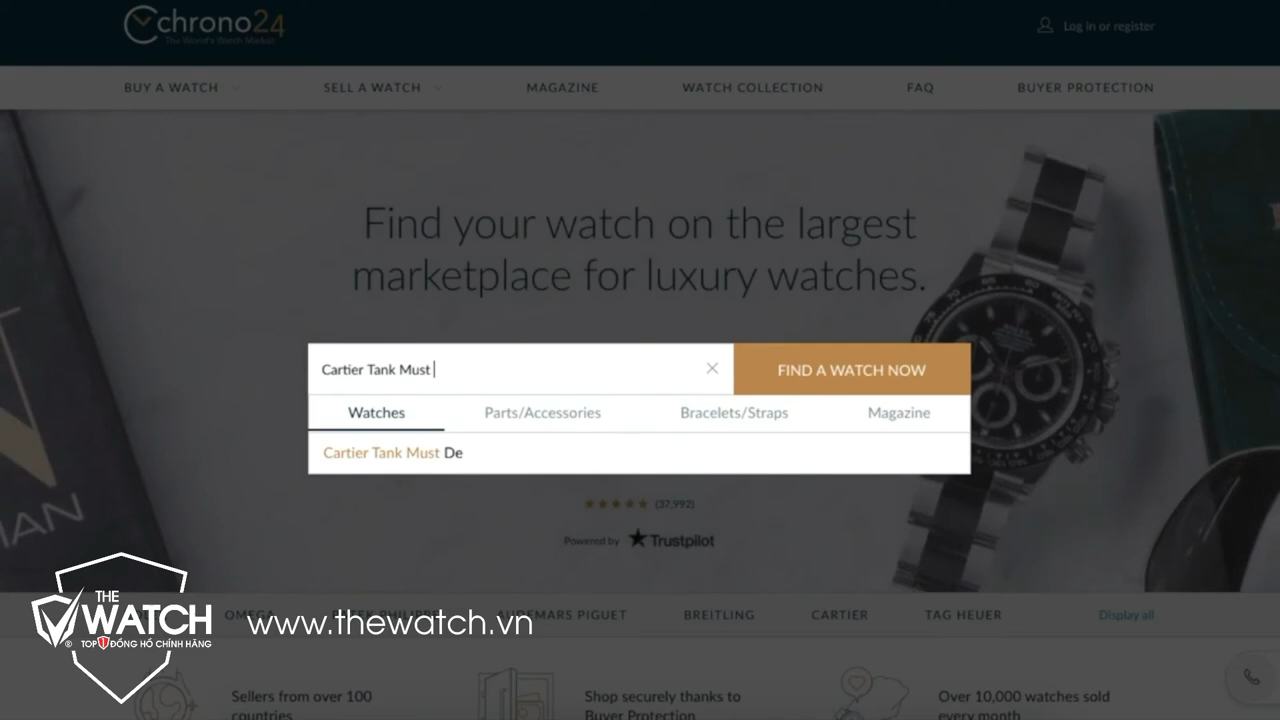 chrono24
The World's Watch Market
Log in or register
BUY A WATCH
SELL A WATCH
MAGAZINE
WATCH COLLECTION
FAQ
BUYER PROTECTION
Find your watch on the largest
marketplace for luxury watches.
Cartier Tank Must
FIND A WATCH NOW
Watches
Parts/Accessories
Bracelets/Straps
Magazine
Cartier Tank Must De
(37,992)
Powered by Trustpilot
OMEGA
PATEK PHILIPPE
AUDEMARS PIGUET
BREITLING
CARTIER
TAG HEUER
Display all
THE
WATCH
®
TOP 1 ĐỒNG HỒ CHÍNH HÃNG
www.thewatch.vn
Sellers from over 100
countries
Shop securely thanks to
Buyer Protection
Over 10,000 watches sold
every month